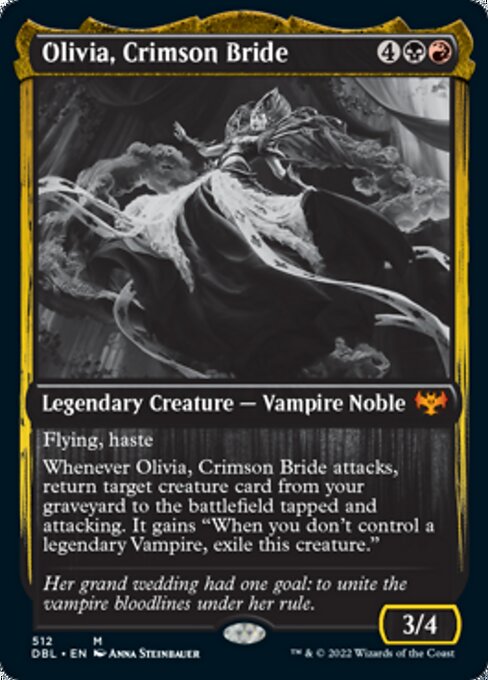 Olivia, Crimson Bride 4
Legendary Creature — Vampire Noble
Flying, haste
Whenever Olivia, Crimson Bride attacks,
return target creature card from your
graveyard to the battlefield tapped and
attacking. It gains “When you don’t control a
legendary Vampire, exile this creature.”
Her grand wedding had one goal: to unite the
vampire bloodlines under her rule.
3/4
512 M
DBL • EN Anna Steinbauer
™ & © 2022 Wizards of the Coast